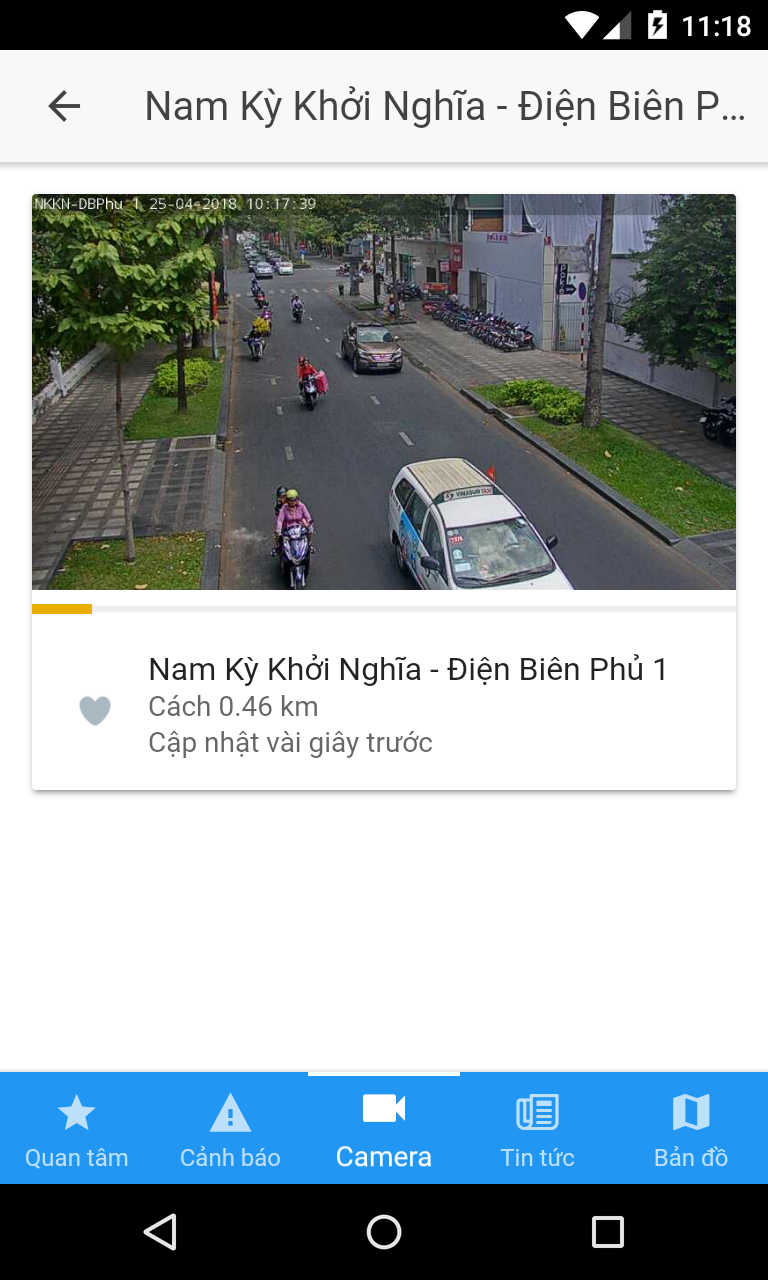 11:18
Nam Kỳ Khởi Nghĩa - Điện Biên P...
NKKN-DBPhu 1 25-04-2018 10:17:39
VINASUN TAXI
Nam Kỳ Khởi Nghĩa - Điện Biên Phủ 1
Cách 0.46 km
Cập nhật vài giây trước
Quan tâm
Cảnh báo
Camera
Tin tức
Bản đồ